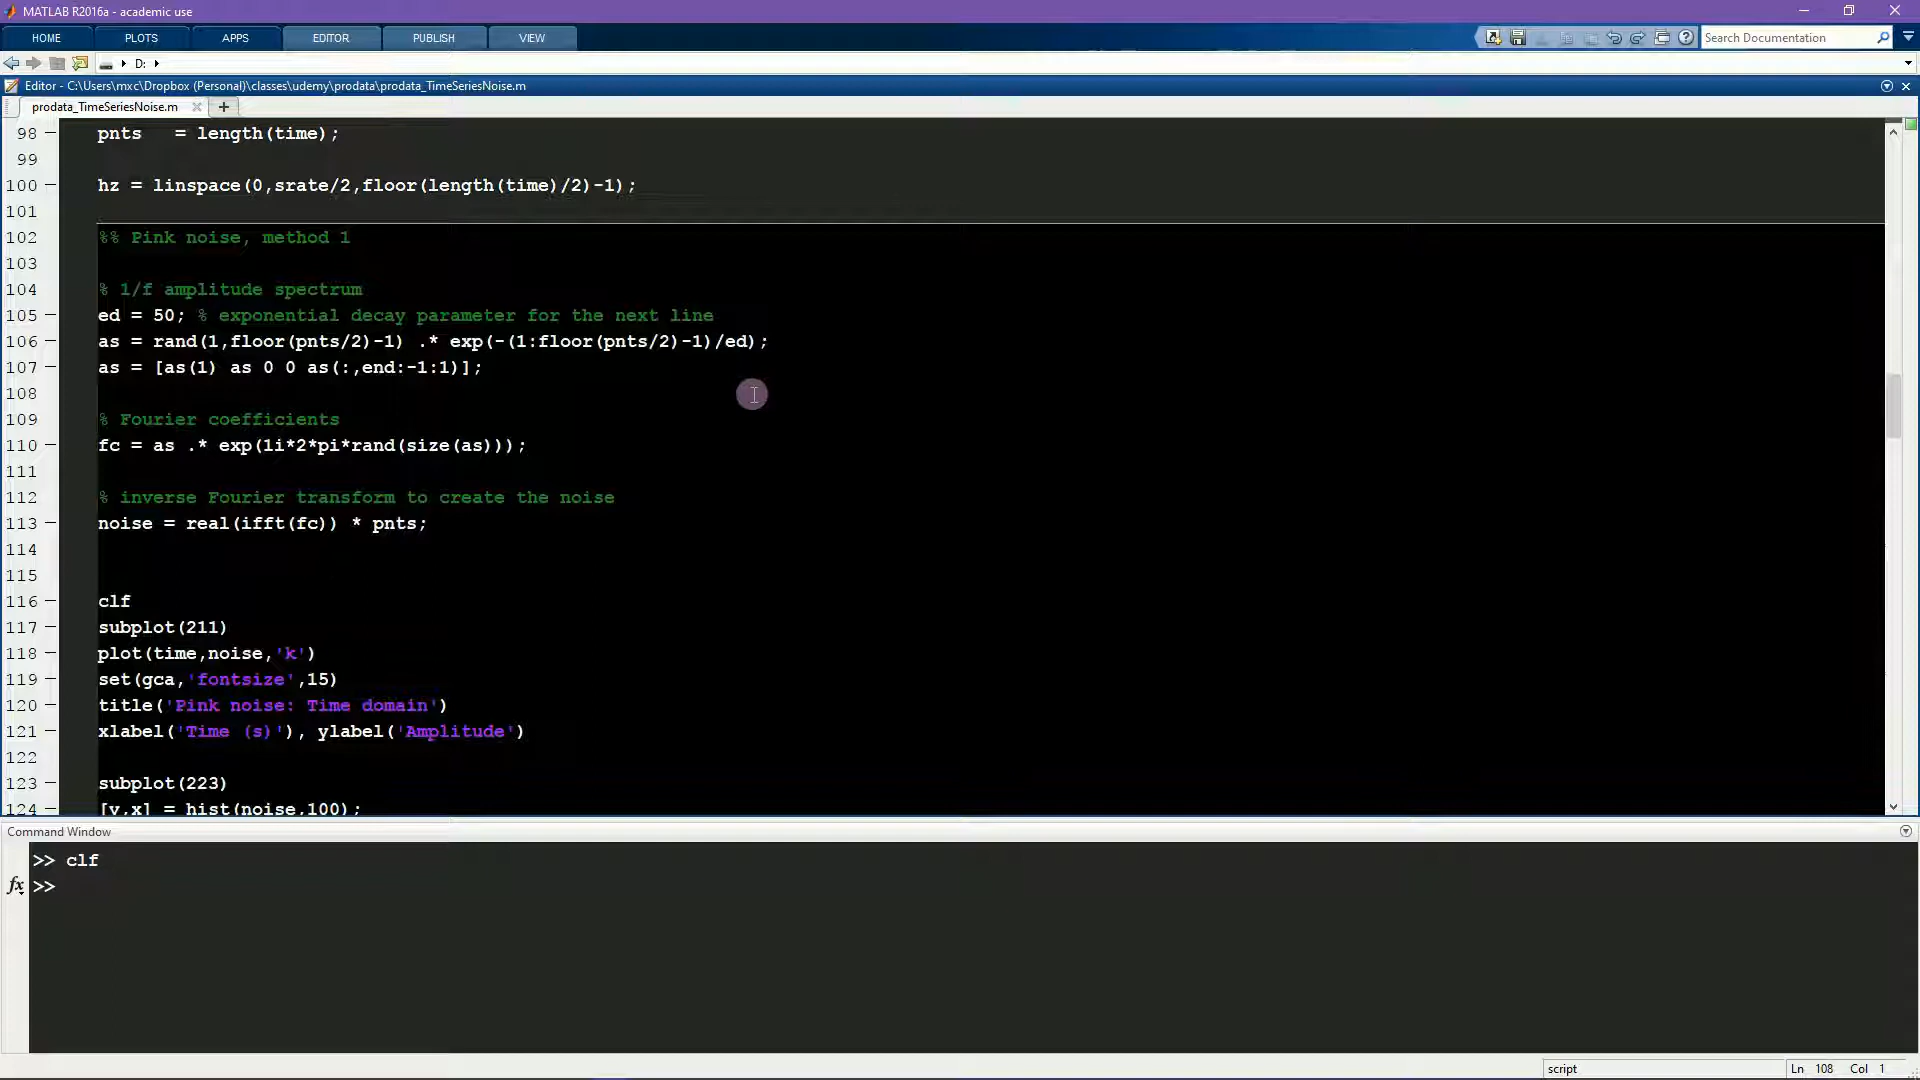 MATLAB R2016a - academic use
HOME PLOTS APPS EDITOR PUBLISH VIEW Search Documentation
D:
Editor - C:\Users\mxc\Dropbox (Personal)\classes\udemy\prodata\prodata_TimeSeriesNoise.m
prodata_TimeSeriesNoise.m
98 pnts   = length(time);
99
100 hz = linspace(0,srate/2,floor(length(time)/2)-1);
101
102 %% Pink noise, method 1
103
104 % 1/f amplitude spectrum
105 ed = 50; % exponential decay parameter for the next line
106 as = rand(1,floor(pnts/2)-1) .* exp(-(1:floor(pnts/2)-1)/ed);
107 as = [as(1) as 0 0 as(:,end:-1:1)];
108
109 % Fourier coefficients
110 fc = as .* exp(1i*2*pi*rand(size(as)));
111
112 % inverse Fourier transform to create the noise
113 noise = real(ifft(fc)) * pnts;
114
115
116 clf
117 subplot(211)
118 plot(time,noise,'k')
119 set(gca,'fontsize',15)
120 title('Pink noise: Time domain')
121 xlabel('Time (s)'), ylabel('Amplitude')
122
123 subplot(223)
124 [y,x] = hist(noise,100);
Command Window
>> clf
fx >>
script Ln 108 Col 1